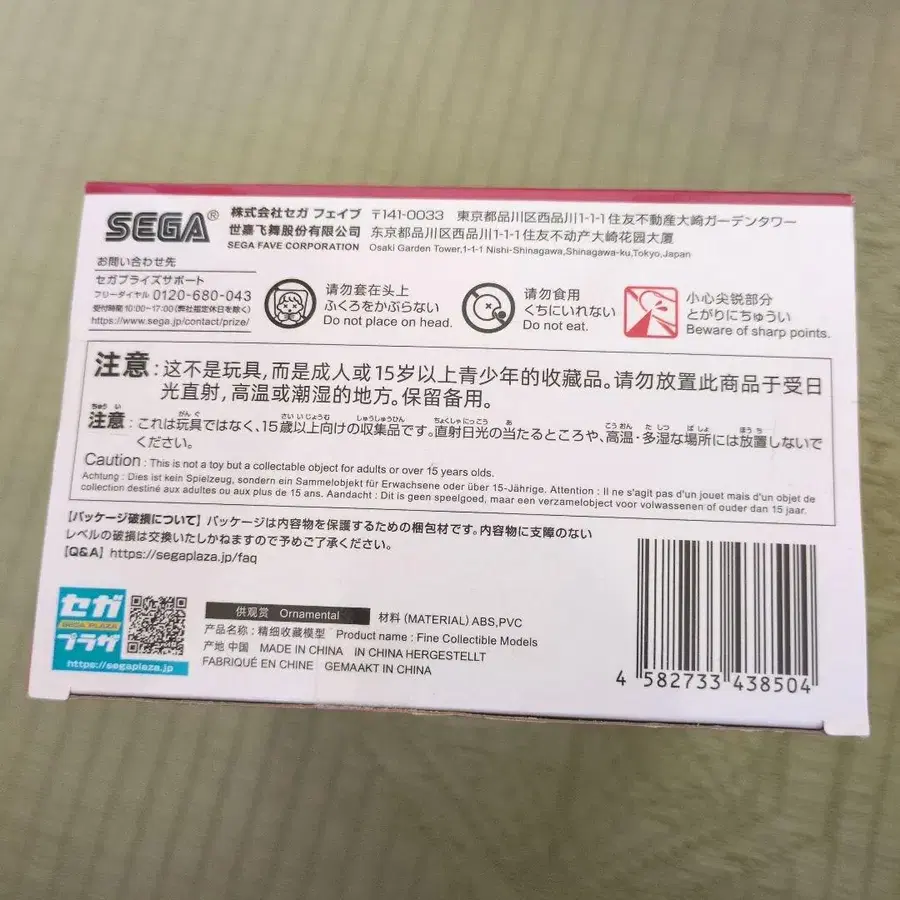 SEGA®
株式会社セガ フェイブ 〒141-0033 東京都品川区西品川1-1-1住友不動産大崎ガーデンタワー
世嘉飞舞股份有限公司 东京都品川区西品川1-1-1住友不动产大崎花园大厦
SEGA FAVE CORPORATION Osaki Garden Tower,1-1-1 Nishi-Shinagawa,Shinagawa-ku,Tokyo,Japan
お問い合わせ先
セガプライズサポート
フリーダイヤル 0120-680-043
受付時間 10:00~17:00(弊社指定休日を除く)
https://www.sega.jp/contact/prize/
请勿套在头上
ふくろをかぶらない
Do not place on head.
请勿食用
くちにいれない
Do not eat.
小心尖锐部分
とがりにちゅうい
Beware of sharp points.
注意:这不是玩具,而是成人或15岁以上青少年的收藏品。请勿放置此商品于受日
光直射,高温或潮湿的地方。保留备用。
注意:これは玩具ではなく、15歳以上向けの収集品です。直射日光の当たるところや、高温・多湿な場所には放置しないで
ください。
Caution : This is not a toy but a collectable object for adults or over 15 years old.
Achtung : Dies ist kein Spielzeug, sondern ein Sammelobjekt für Erwachsene oder über 15-Jährige. Attention : Il ne s'agit pas d'un jouet mais d'un objet de
collection destiné aux adultes ou aux plus de 15 ans. Aandacht : Dit is geen speelgoed, maar een verzamelobject voor volwassenen of ouder dan 15 jaar.
【パッケージ破損について】パッケージは内容物を保護するための梱包材です。内容物に支障のない
レベルの破損は交換いたしかねますので予めご了承ください。
【Q&A】https://segaplaza.jp/faq
セガ
SEGA PLAZA
プラザ
https://segaplaza.jp
供观赏 Ornamental 材料 (MATERIAL) ABS,PVC
产品名称:精细收藏模型 Product name : Fine Collectible Models
产地 中国 MADE IN CHINA IN CHINA HERGESTELLT
FABRIQUÉ EN CHINE GEMAAKT IN CHINA
4 582733 438504